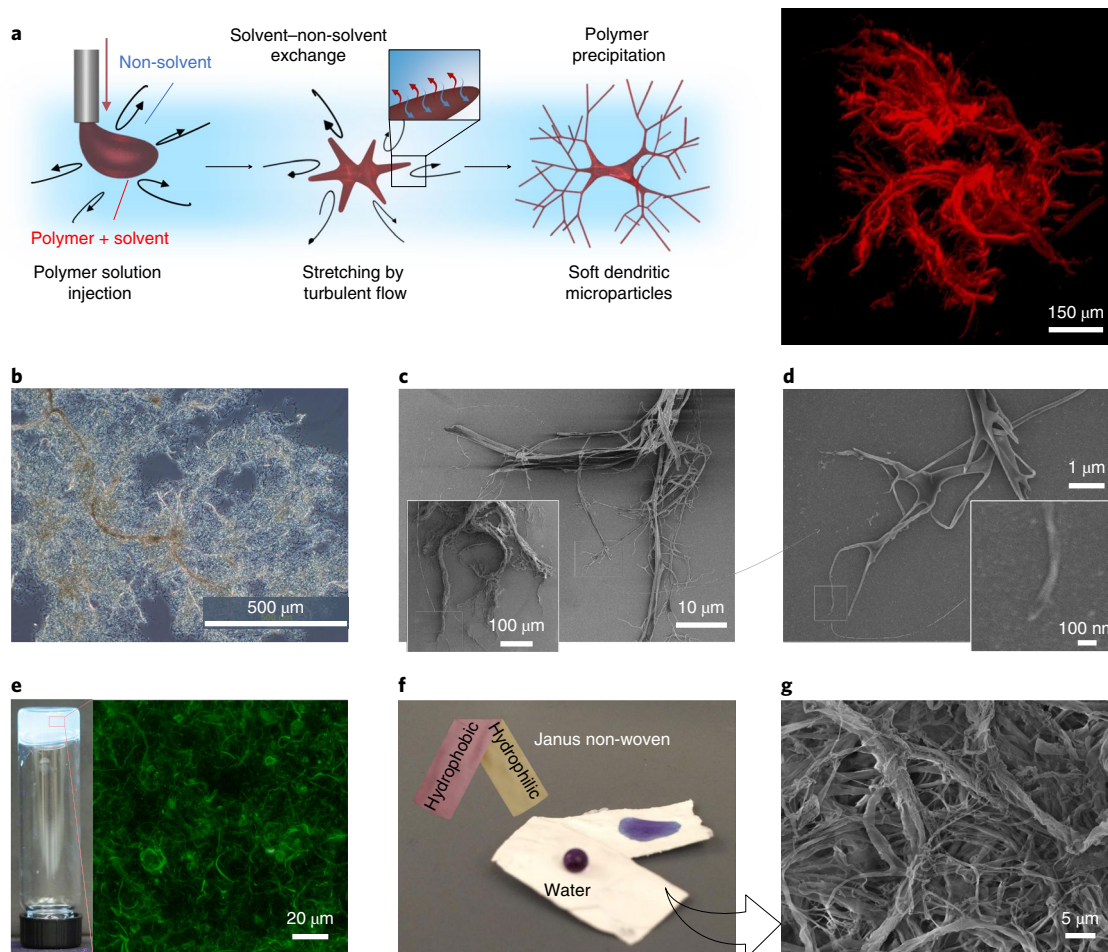 a
Solvent–non-solvent
exchange
Polymer
precipitation
Non-solvent
Polymer + solvent
Polymer solution
injection
Stretching by
turbulent flow
Soft dendritic
microparticles
150 μm
b
500 μm
c
100 μm
10 μm
d
1 μm
100 nm
e
20 μm
f
Hydrophobic
Hydrophilic
Janus non-woven
Water
g
5 μm